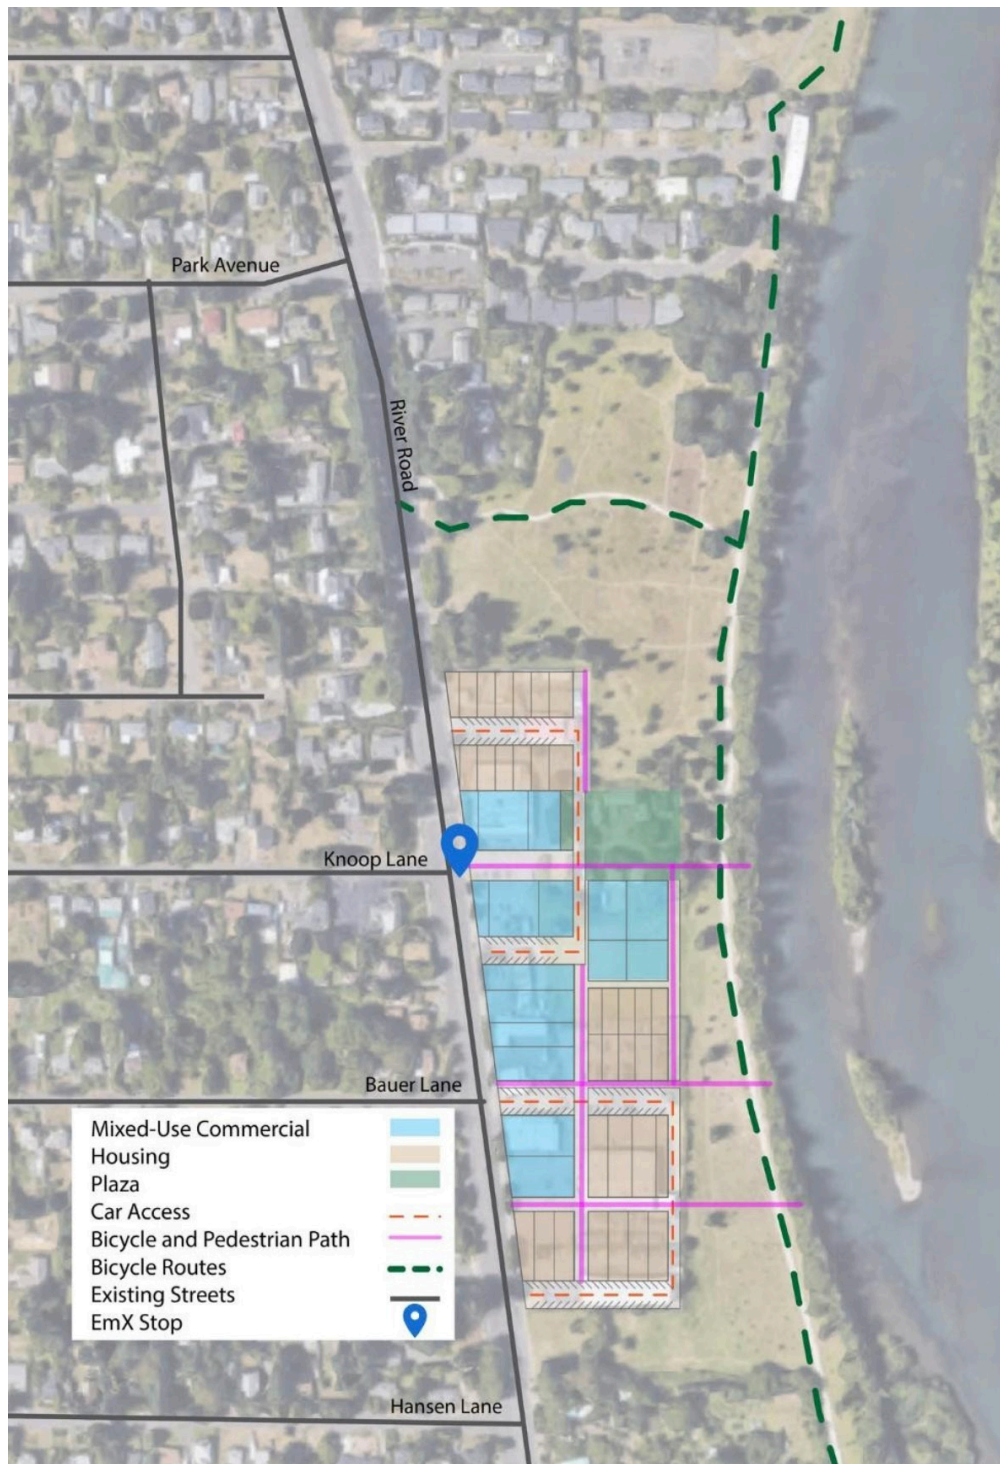 Park Avenue
River Road
Knoop Lane
Bauer Lane
Mixed-Use Commercial
Housing
Plaza
Car Access
Bicycle and Pedestrian Path
Bicycle Routes
Existing Streets
EmX Stop
Hansen Lane